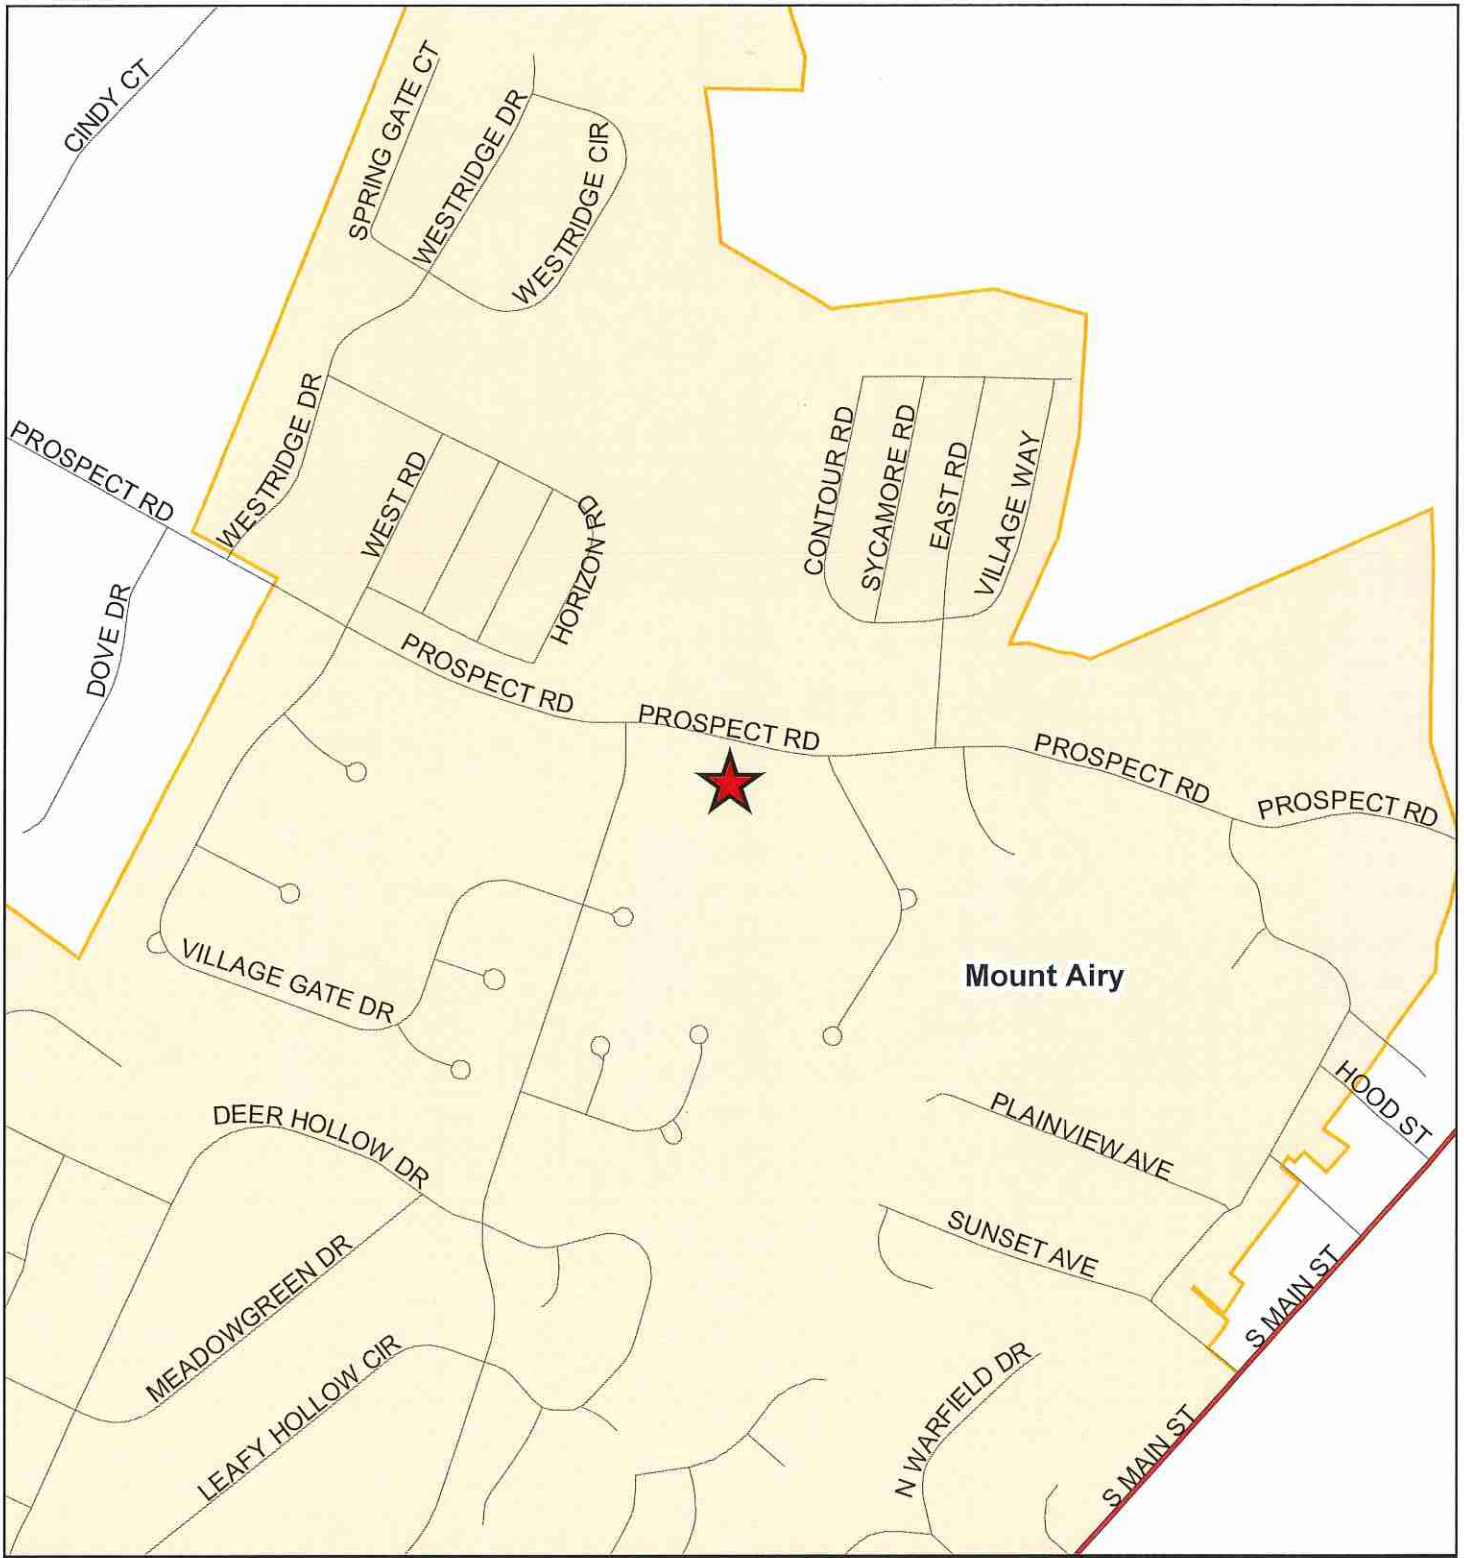 CINDY CT
SPRING GATE CT
WESTRIDGE DR
WESTRIDGE CIR
WESTRIDGE DR
PROSPECT RD
WEST RD
HORIZON RD
CONTOUR RD
SYCAMORE RD
EAST RD
VILLAGE WAY
DOVE DR
PROSPECT RD
PROSPECT RD
PROSPECT RD
PROSPECT RD
VILLAGE GATE DR
Mount Airy
HOOD ST
PLAINVIEW AVE
DEER HOLLOW DR
SUNSET AVE
MEADOWGREEN DR
S MAIN ST
LEAFY HOLLOW CIR
N WARFIELD DR
S MAIN ST